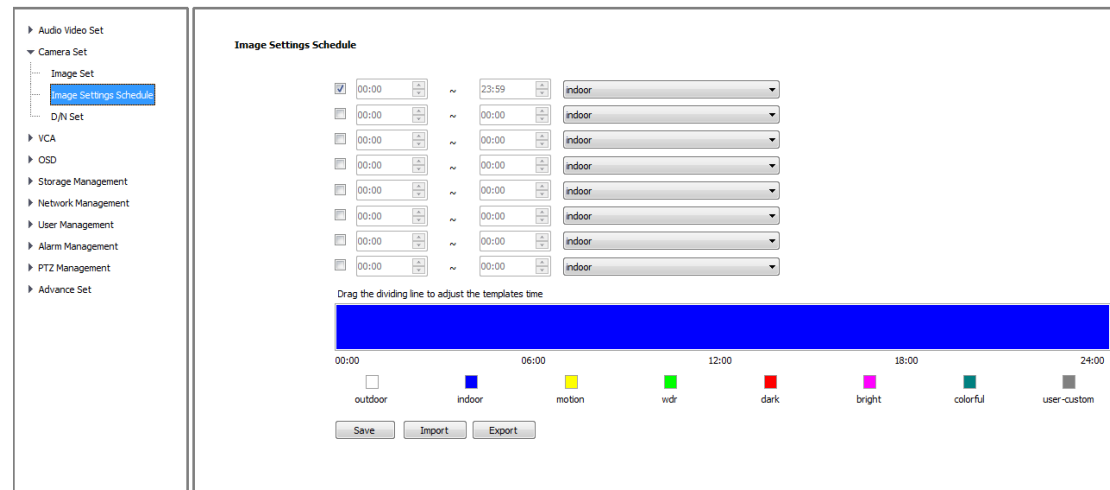 Audio Video Set
Camera Set
Image Set
Image Settings Schedule
D/N Set
VCA
OSD
Storage Management
Network Management
User Management
Alarm Management
PTZ Management
Advance Set
Image Settings Schedule
00:00 ~ 23:59 indoor
00:00 ~ 00:00 indoor
00:00 ~ 00:00 indoor
00:00 ~ 00:00 indoor
00:00 ~ 00:00 indoor
00:00 ~ 00:00 indoor
00:00 ~ 00:00 indoor
00:00 ~ 00:00 indoor
Drag the dividing line to adjust the templates time
00:00 06:00 12:00 18:00 24:00
outdoor indoor motion wdr dark bright colorful user-custom
Save Import Export